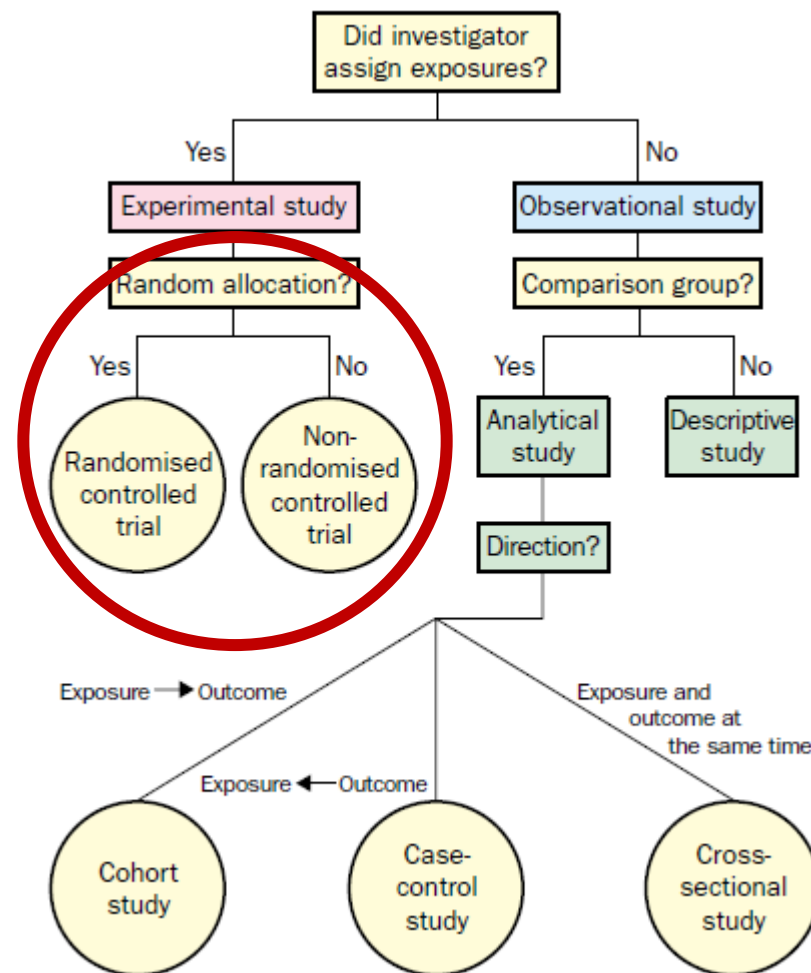 Did investigator
assign exposures?
Yes
No
Experimental study
Observational study
Random allocation?
Comparison group?
Yes
No
Yes
No
Randomised
controlled
trial
Non-
randomised
controlled
trial
Analytical
study
Descriptive
study
Direction?
Exposure → Outcome
Exposure and
outcome at
the same time
Exposure ← Outcome
Cohort
study
Case-
control
study
Cross-
sectional
study